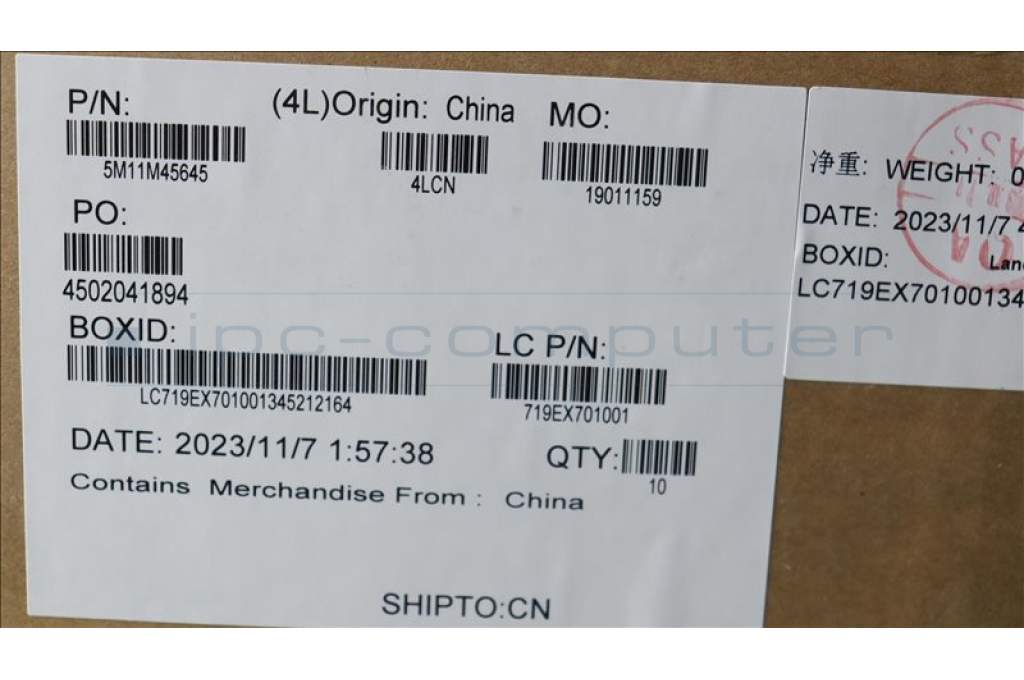 P/N:
(4L)Origin: China
MO:
5M11M45645
4LCN
19011159
PO:
4502041894
BOXID:
LC P/N:
LC719EX701001345212164
719EX701001
DATE: 2023/11/7 1:57:38
QTY:
10
Contains Merchandise From : China
SHIPTO:CN
净重: WEIGHT: 0
DATE: 2023/11/7
BOXID:
LC719EX70100134
ipc-computer